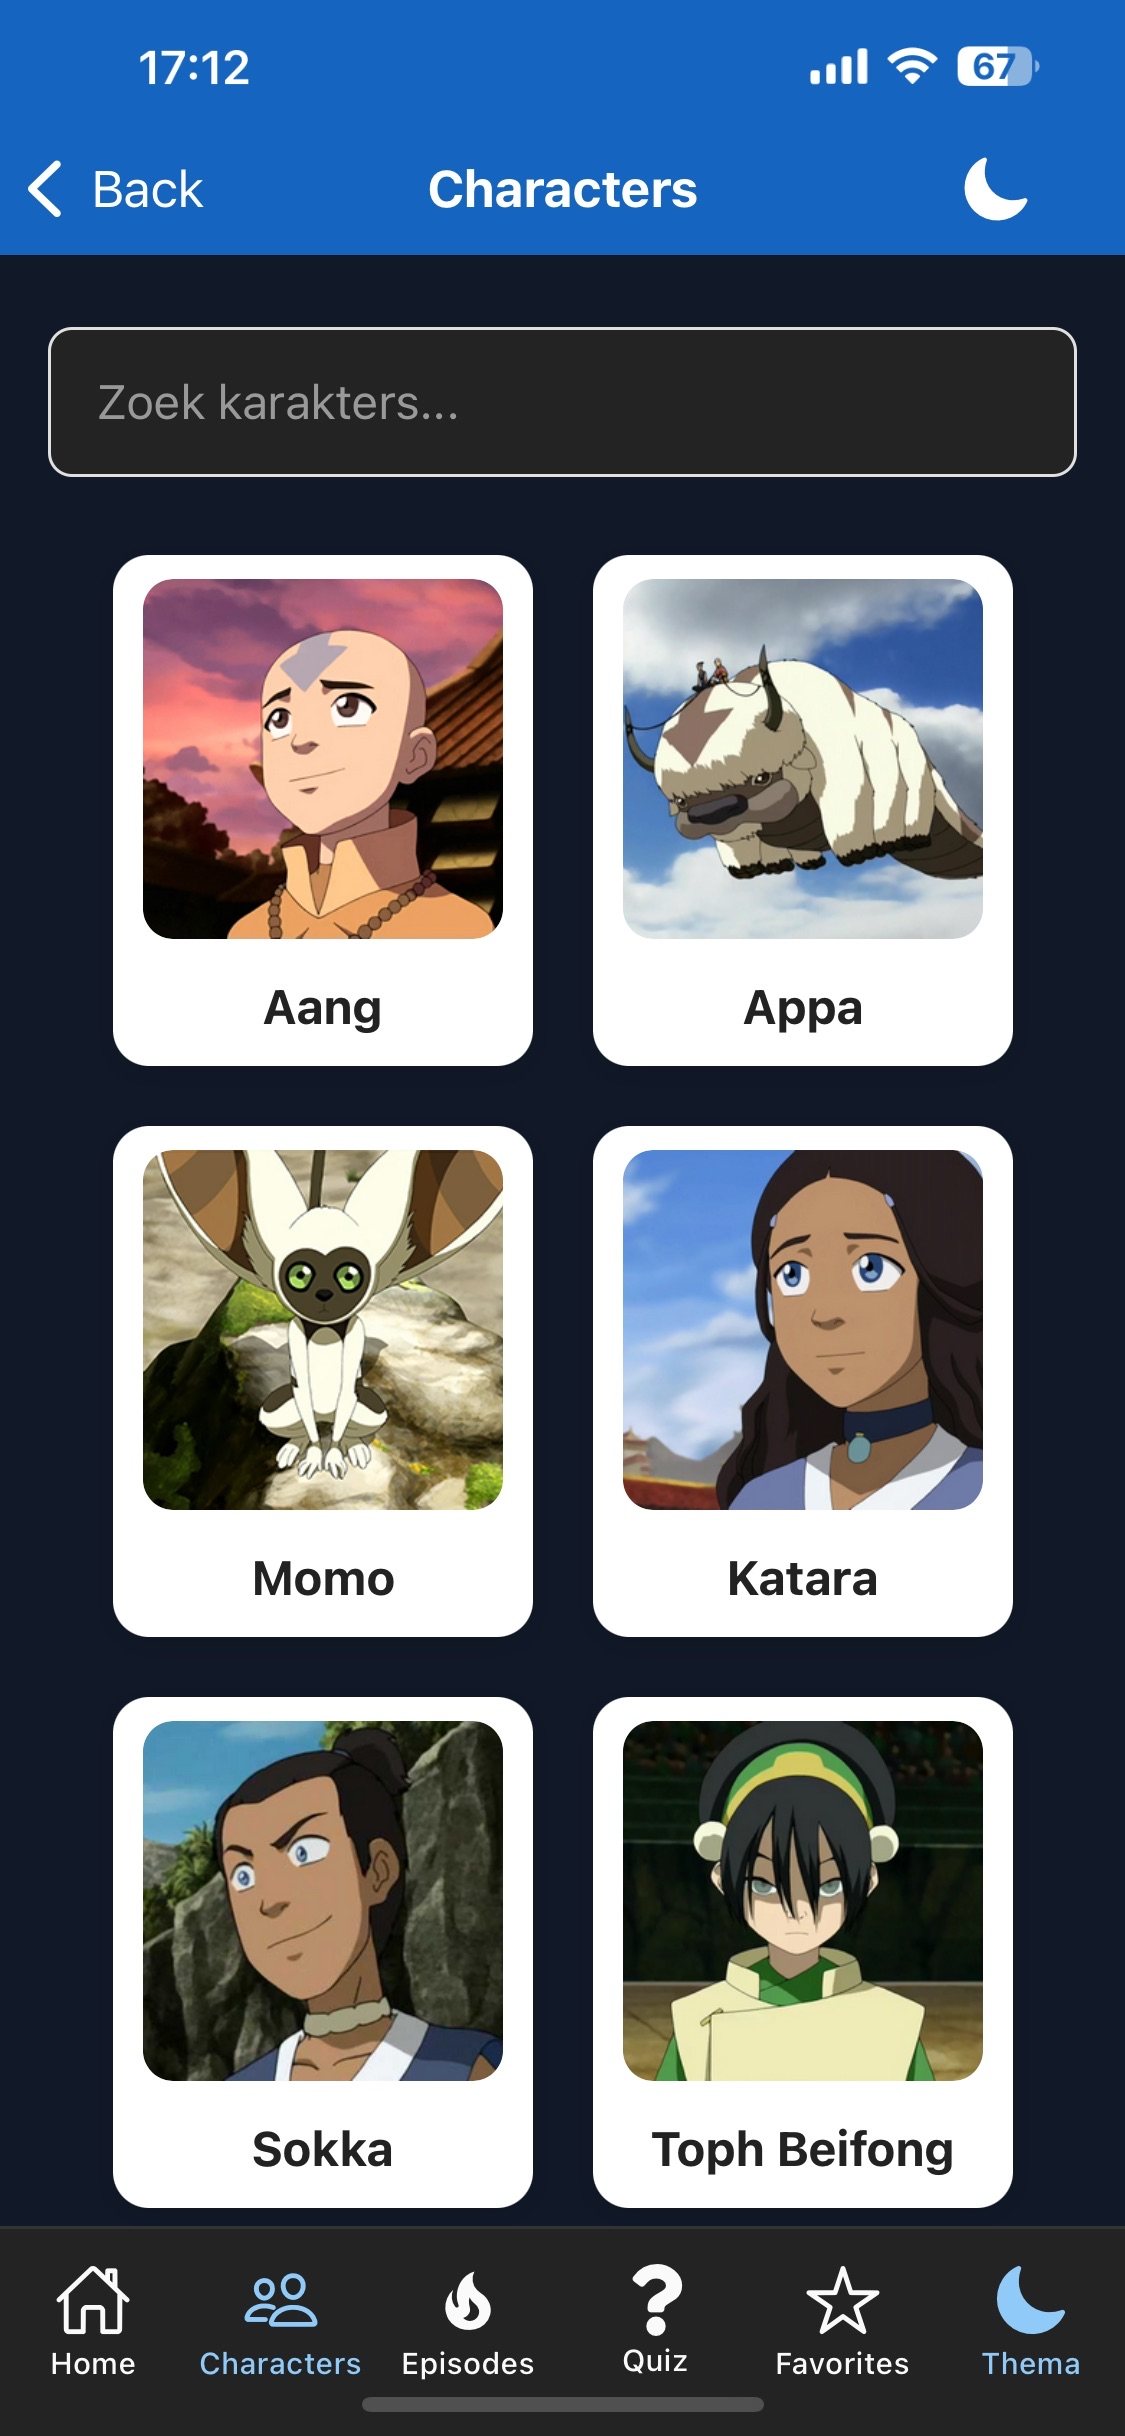 17:12
67
Back
Characters
Zoek karakters...
Aang
Appa
Momo
Katara
Sokka
Toph Beifong
Home
Characters
Episodes
Quiz
Favorites
Thema